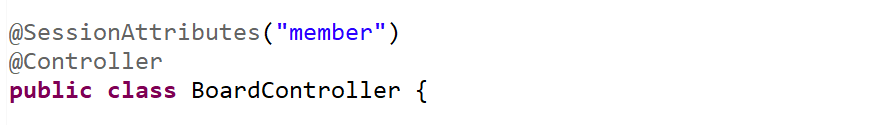 @SessionAttributes("member")
@Controller
public class BoardController {